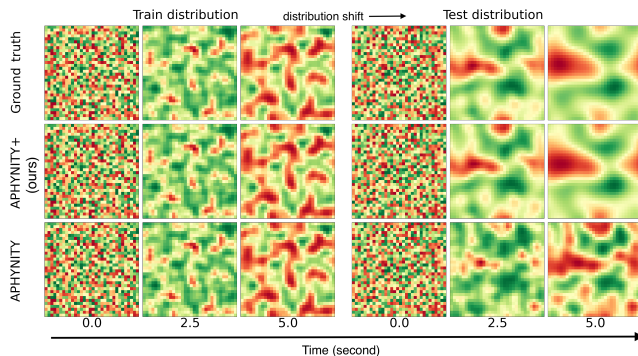 Train distribution
distribution shift
Test distribution
Ground truth
APHYNITY+
(ours)
APHYNITY
0.0 2.5 5.0 0.0 2.5 5.0
Time (second)